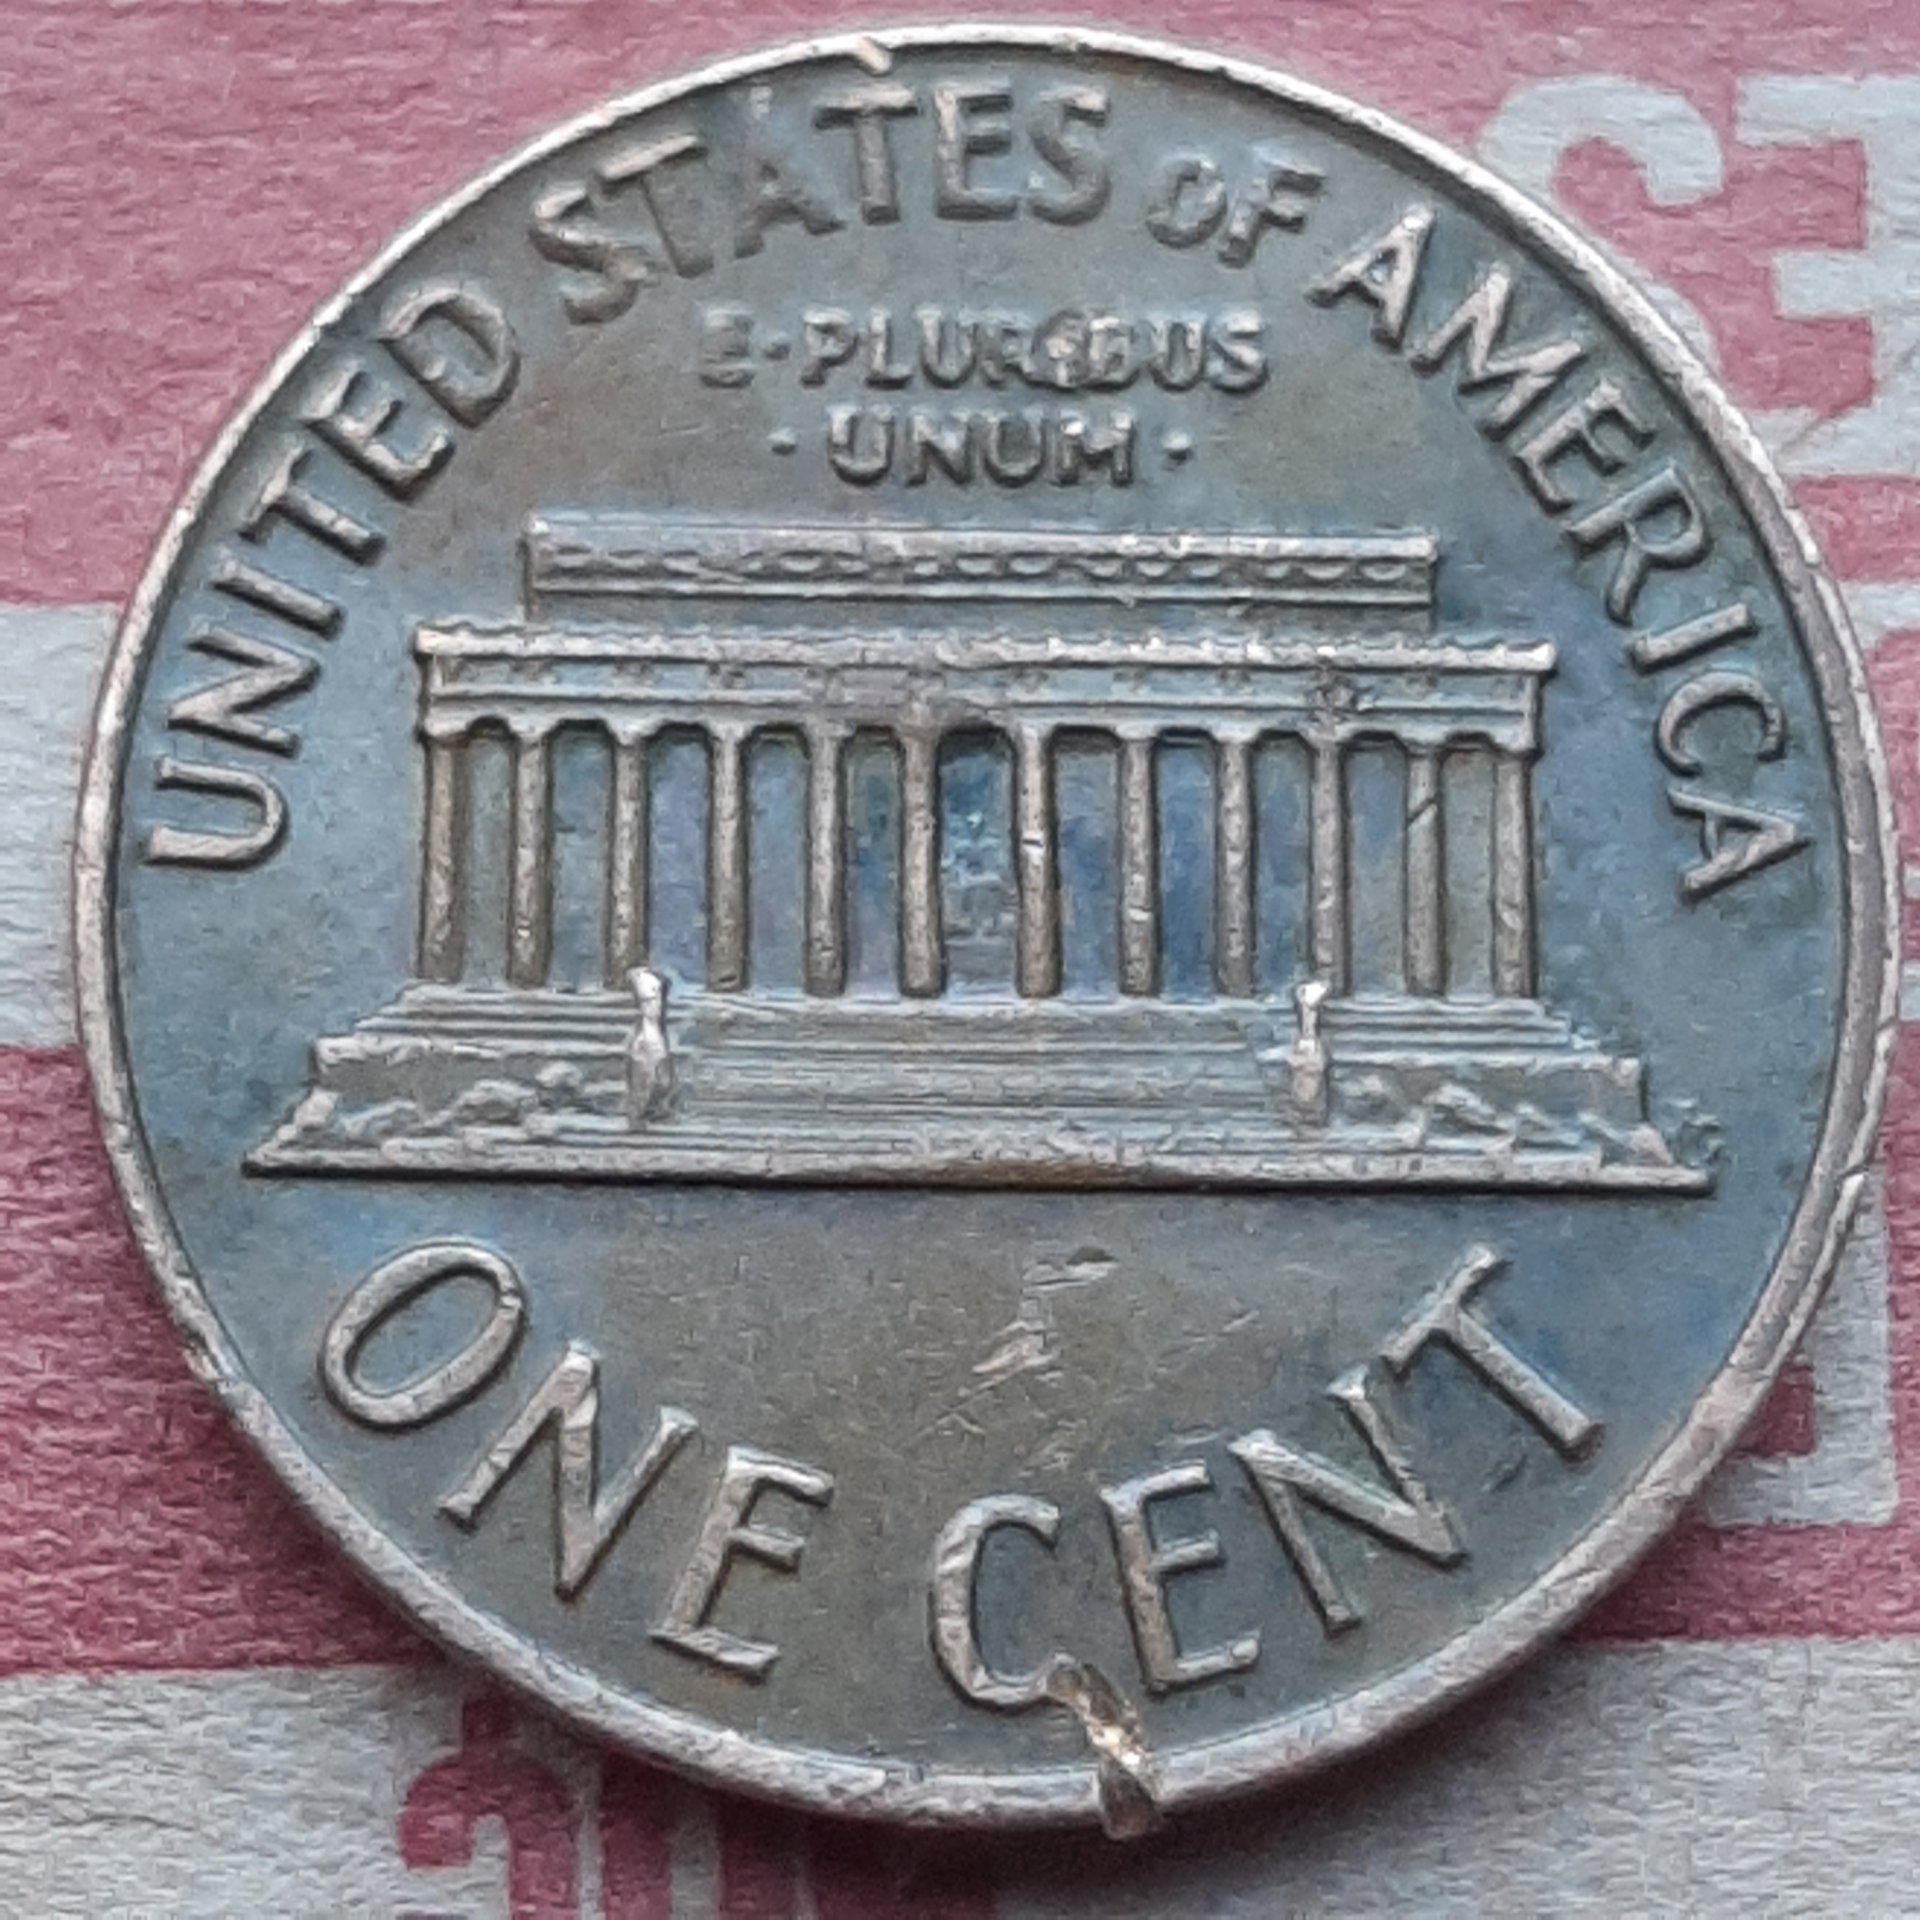 UNITED STATES OF AMERICA
E·PLURIBUS
·UNUM·
ONE CENT